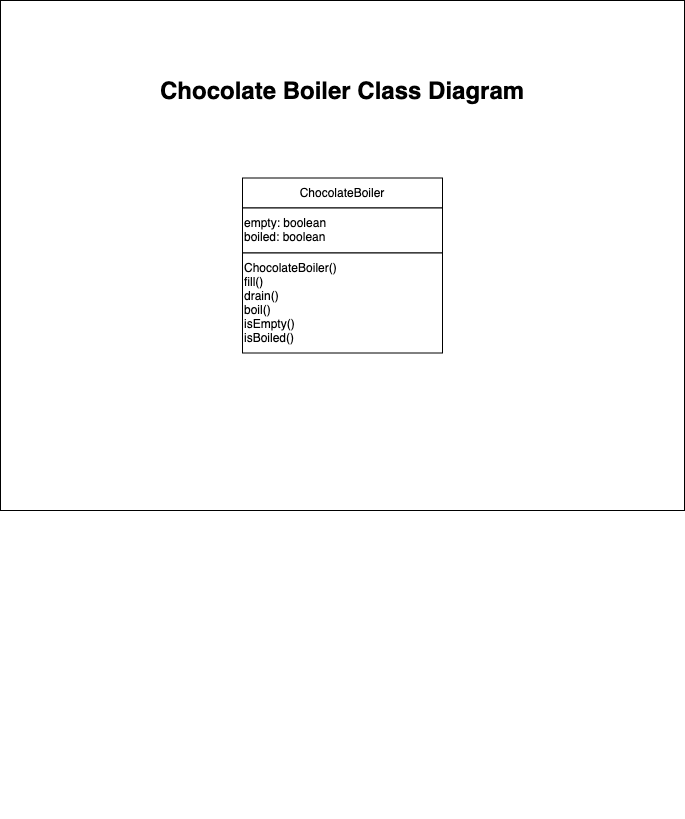 Chocolate Boiler Class Diagram
ChocolateBoiler
empty: boolean
boiled: boolean
ChocolateBoiler()
fill()
drain()
boil()
isEmpty()
isBoiled()